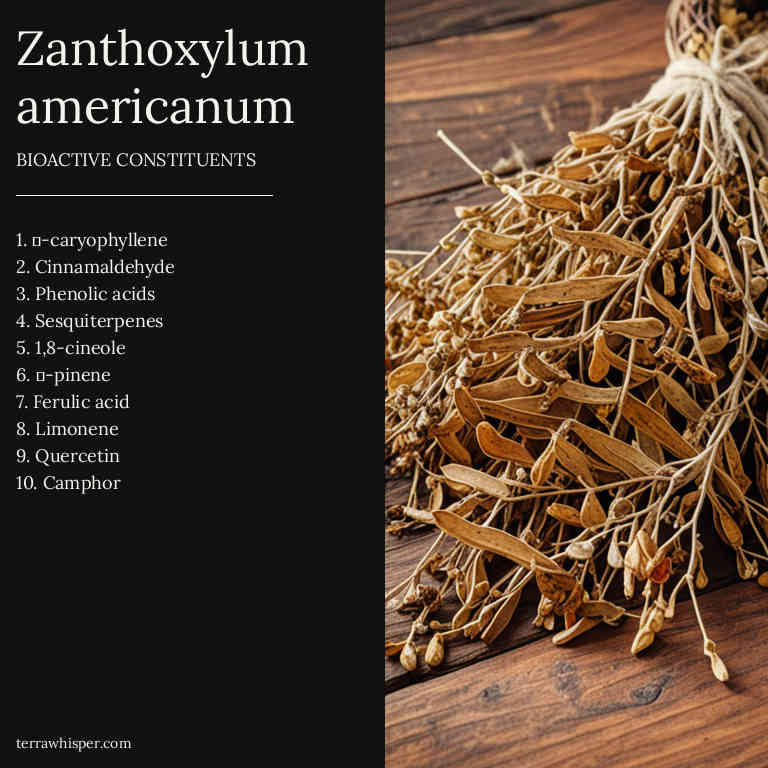 Zanthoxylum
americanum
BIOACTIVE CONSTITUENTS
1. ▯-caryophyllene
2. Cinnamaldehyde
3. Phenolic acids
4. Sesquiterpenes
5. 1,8-cineole
6. ▯-pinene
7. Ferulic acid
8. Limonene
9. Quercetin
10. Camphor
terrawhisper.com